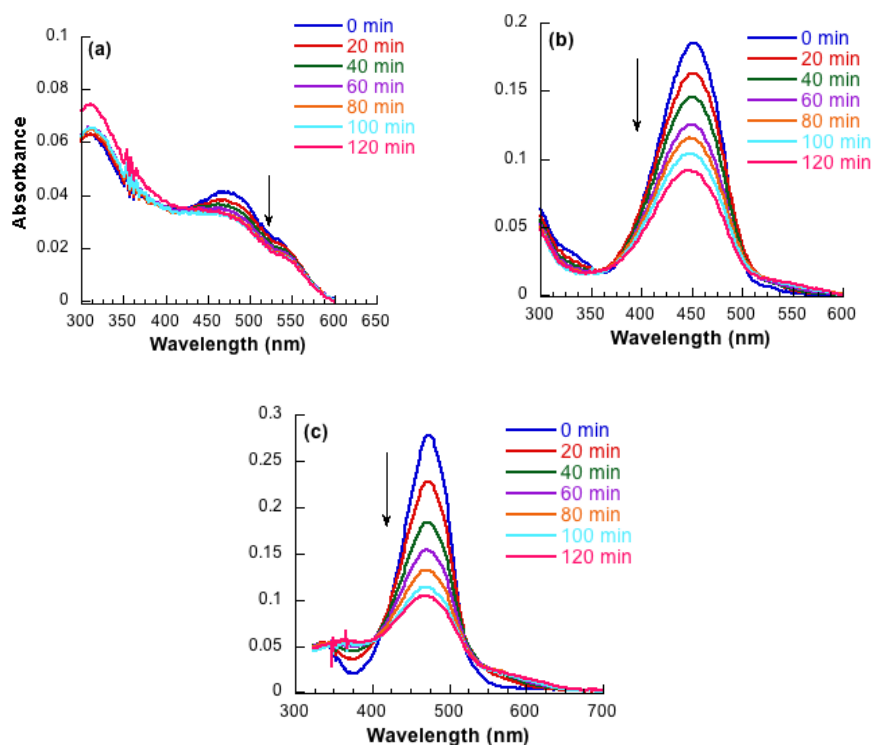 (a)
0 min
20 min
40 min
60 min
80 min
100 min
120 min
0.1
0.08
0.06
0.04
0.02
0
Absorbance
300 350 400 450 500 550 600 650
Wavelength (nm)
(b)
0 min
20 min
40 min
60 min
80 min
100 min
120 min
0.2
0.15
0.1
0.05
0
300 350 400 450 500 550 600
Wavelength (nm)
(c)
0 min
20 min
40 min
60 min
80 min
100 min
120 min
0.3
0.25
0.2
0.15
0.1
0.05
0
300 400 500 600 700
Wavelength (nm)